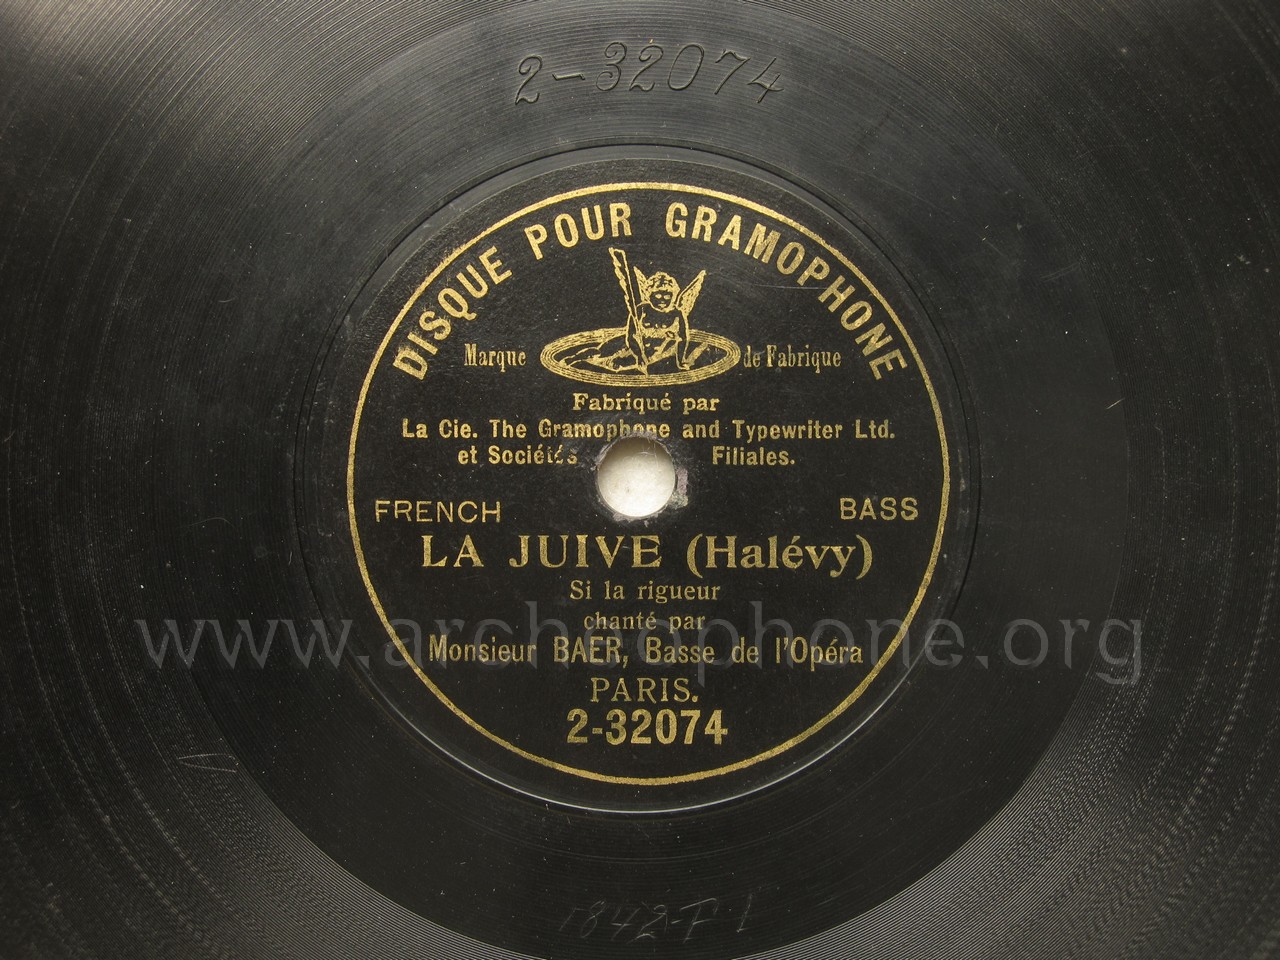 2-32074
DISQUE POUR GRAMOPHONE
Marque de Fabrique
Fabriqué par
La Cie. The Gramophone and Typewriter Ltd.
et Sociétés Filiales.
FRENCH BASS
LA JUIVE (Halévy)
Si la rigueur
chanté par
www.archeophone.org
Monsieur BAER, Basse de l'Opéra
PARIS.
2-32074